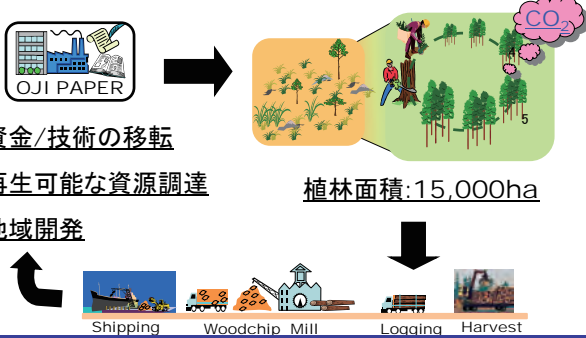 OJI PAPER
CO2
4
5
資金/技術の移転
再生可能な資源調達
地域開発
植林面積:15,000ha
Shipping
Woodchip Mill
Logging
Harvest